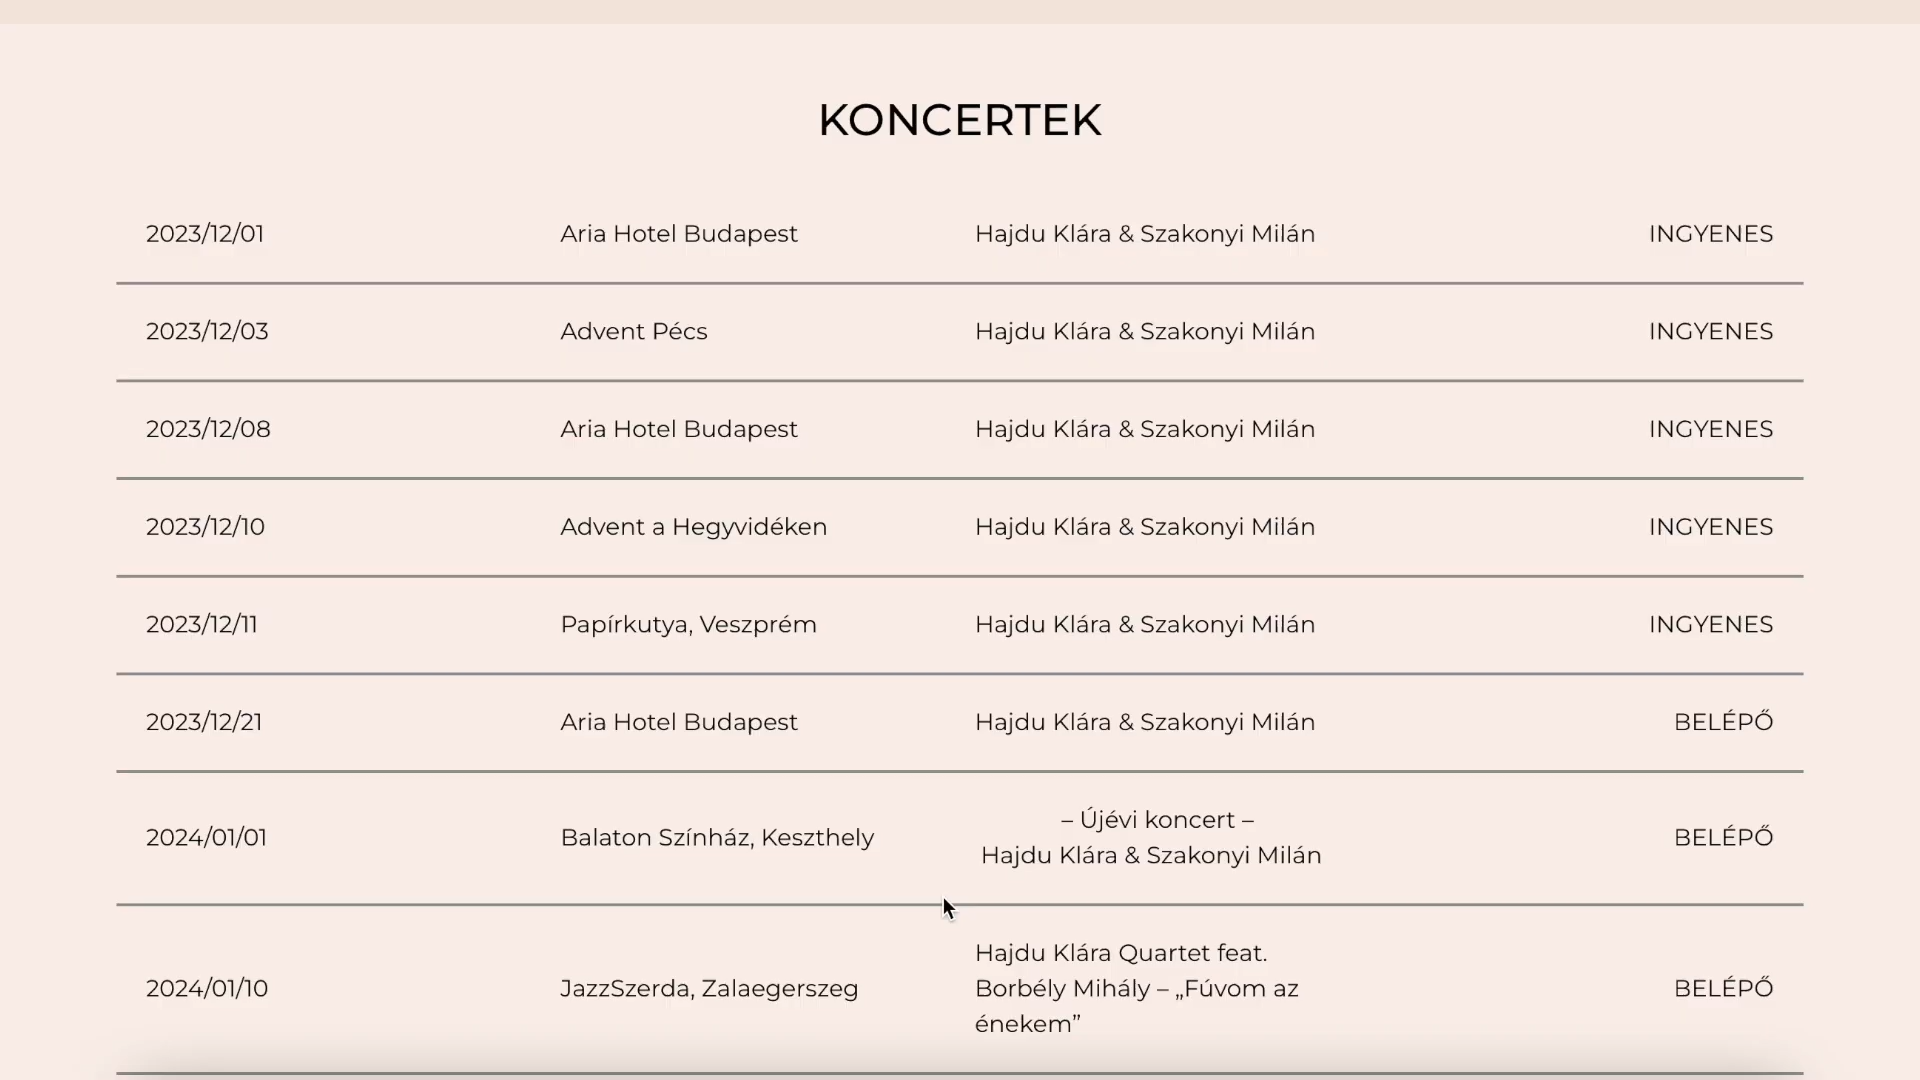 KONCERTEK
2023/12/01 Aria Hotel Budapest Hajdu Klára & Szakonyi Milán INGYENES
2023/12/03 Advent Pécs Hajdu Klára & Szakonyi Milán INGYENES
2023/12/08 Aria Hotel Budapest Hajdu Klára & Szakonyi Milán INGYENES
2023/12/10 Advent a Hegyvidéken Hajdu Klára & Szakonyi Milán INGYENES
2023/12/11 Papírkutya, Veszprém Hajdu Klára & Szakonyi Milán INGYENES
2023/12/21 Aria Hotel Budapest Hajdu Klára & Szakonyi Milán BELÉPŐ
2024/01/01 Balaton Színház, Keszthely – Újévi koncert –
Hajdu Klára & Szakonyi Milán BELÉPŐ
2024/01/10 JazzSzerda, Zalaegerszeg Hajdu Klára Quartet feat.
Borbély Mihály – „Fúvom az
énekem” BELÉPŐ